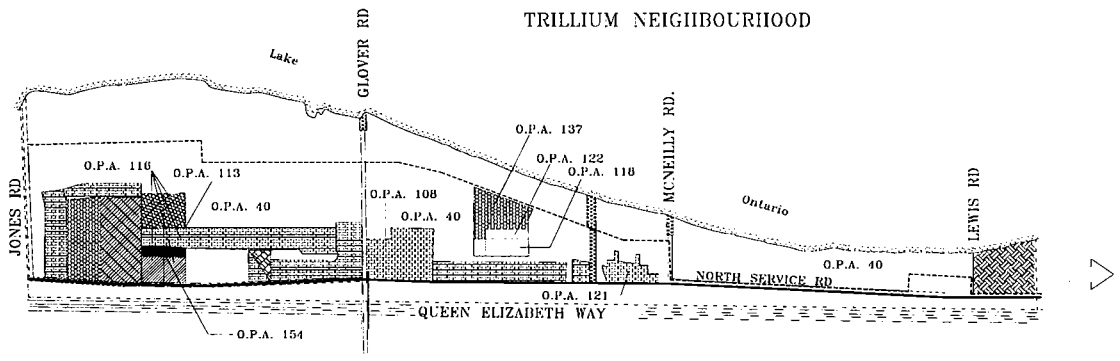 TRILLIUM NEIGHBOURHOOD
Lake
GLOVER RD
O.P.A. 137
O.P.A. 122
O.P.A. 118
MCNEILLY RD.
O.P.A. 116
O.P.A. 113
O.P.A. 108
JONES RD
O.P.A. 40
O.P.A. 40
Ontario
LEWIS RD
O.P.A. 40
NORTH SERVICE RD
O.P.A. 121
QUEEN ELIZABETH WAY
O.P.A. 154